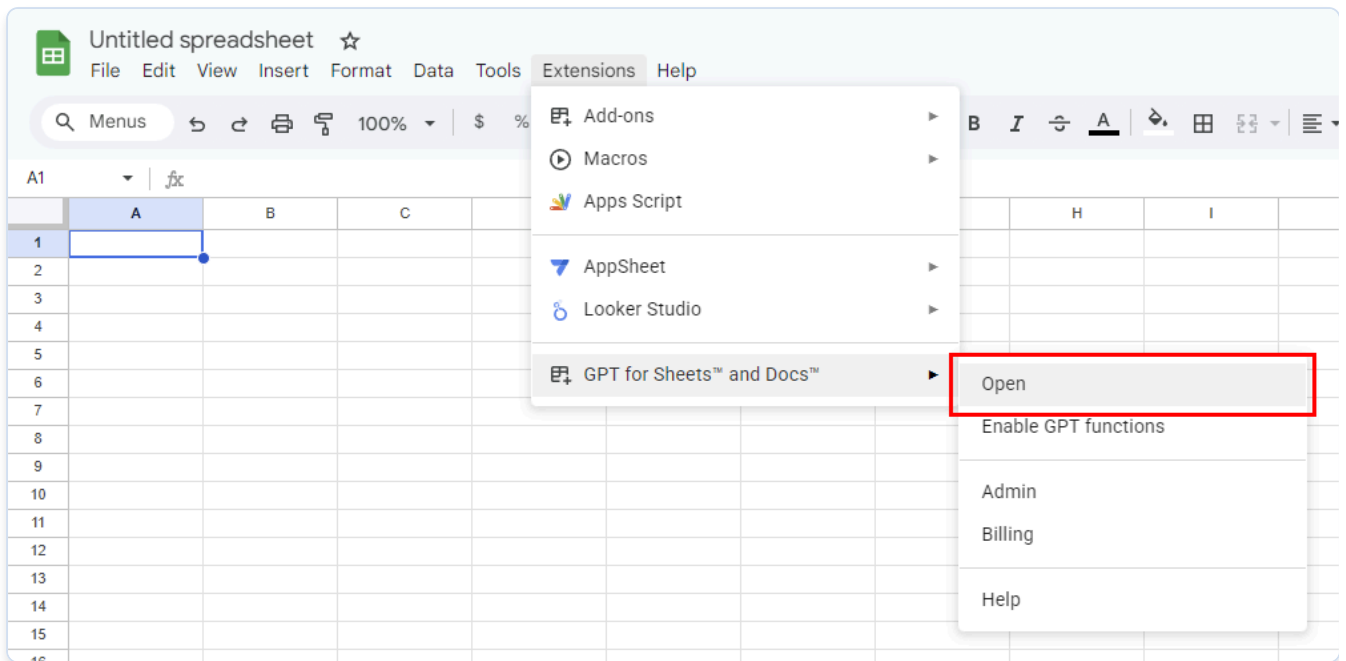 Untitled spreadsheet
File Edit View Insert Format Data Tools Extensions Help
Menus 100% $ % B I A
A1 fx
A B C H I
1
2
3
4
5
6
7
8
9
10
11
12
13
14
15
16
Add-ons
Macros
Apps Script
AppSheet
Looker Studio
GPT for Sheets™ and Docs™
Open
Enable GPT functions
Admin
Billing
Help